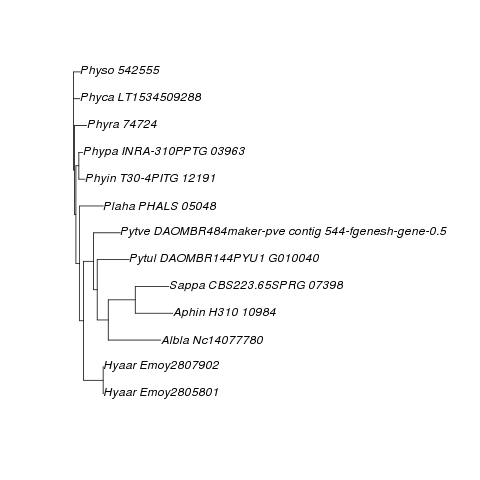 Physo 542555
Phyca LT1534509288
Phyra 74724
Phypa INRA-310PPTG 03963
Phyin T30-4PITG 12191
Plaha PHALS 05048
Pytve DAOMBR484maker-pve contig 544-fgenesh-gene-0.5
Pytul DAOMBR144PYU1 G010040
Sappa CBS223.65SPRG 07398
Aphin H310 10984
Albla Nc14077780
Hyaar Emoy2807902
Hyaar Emoy2805801